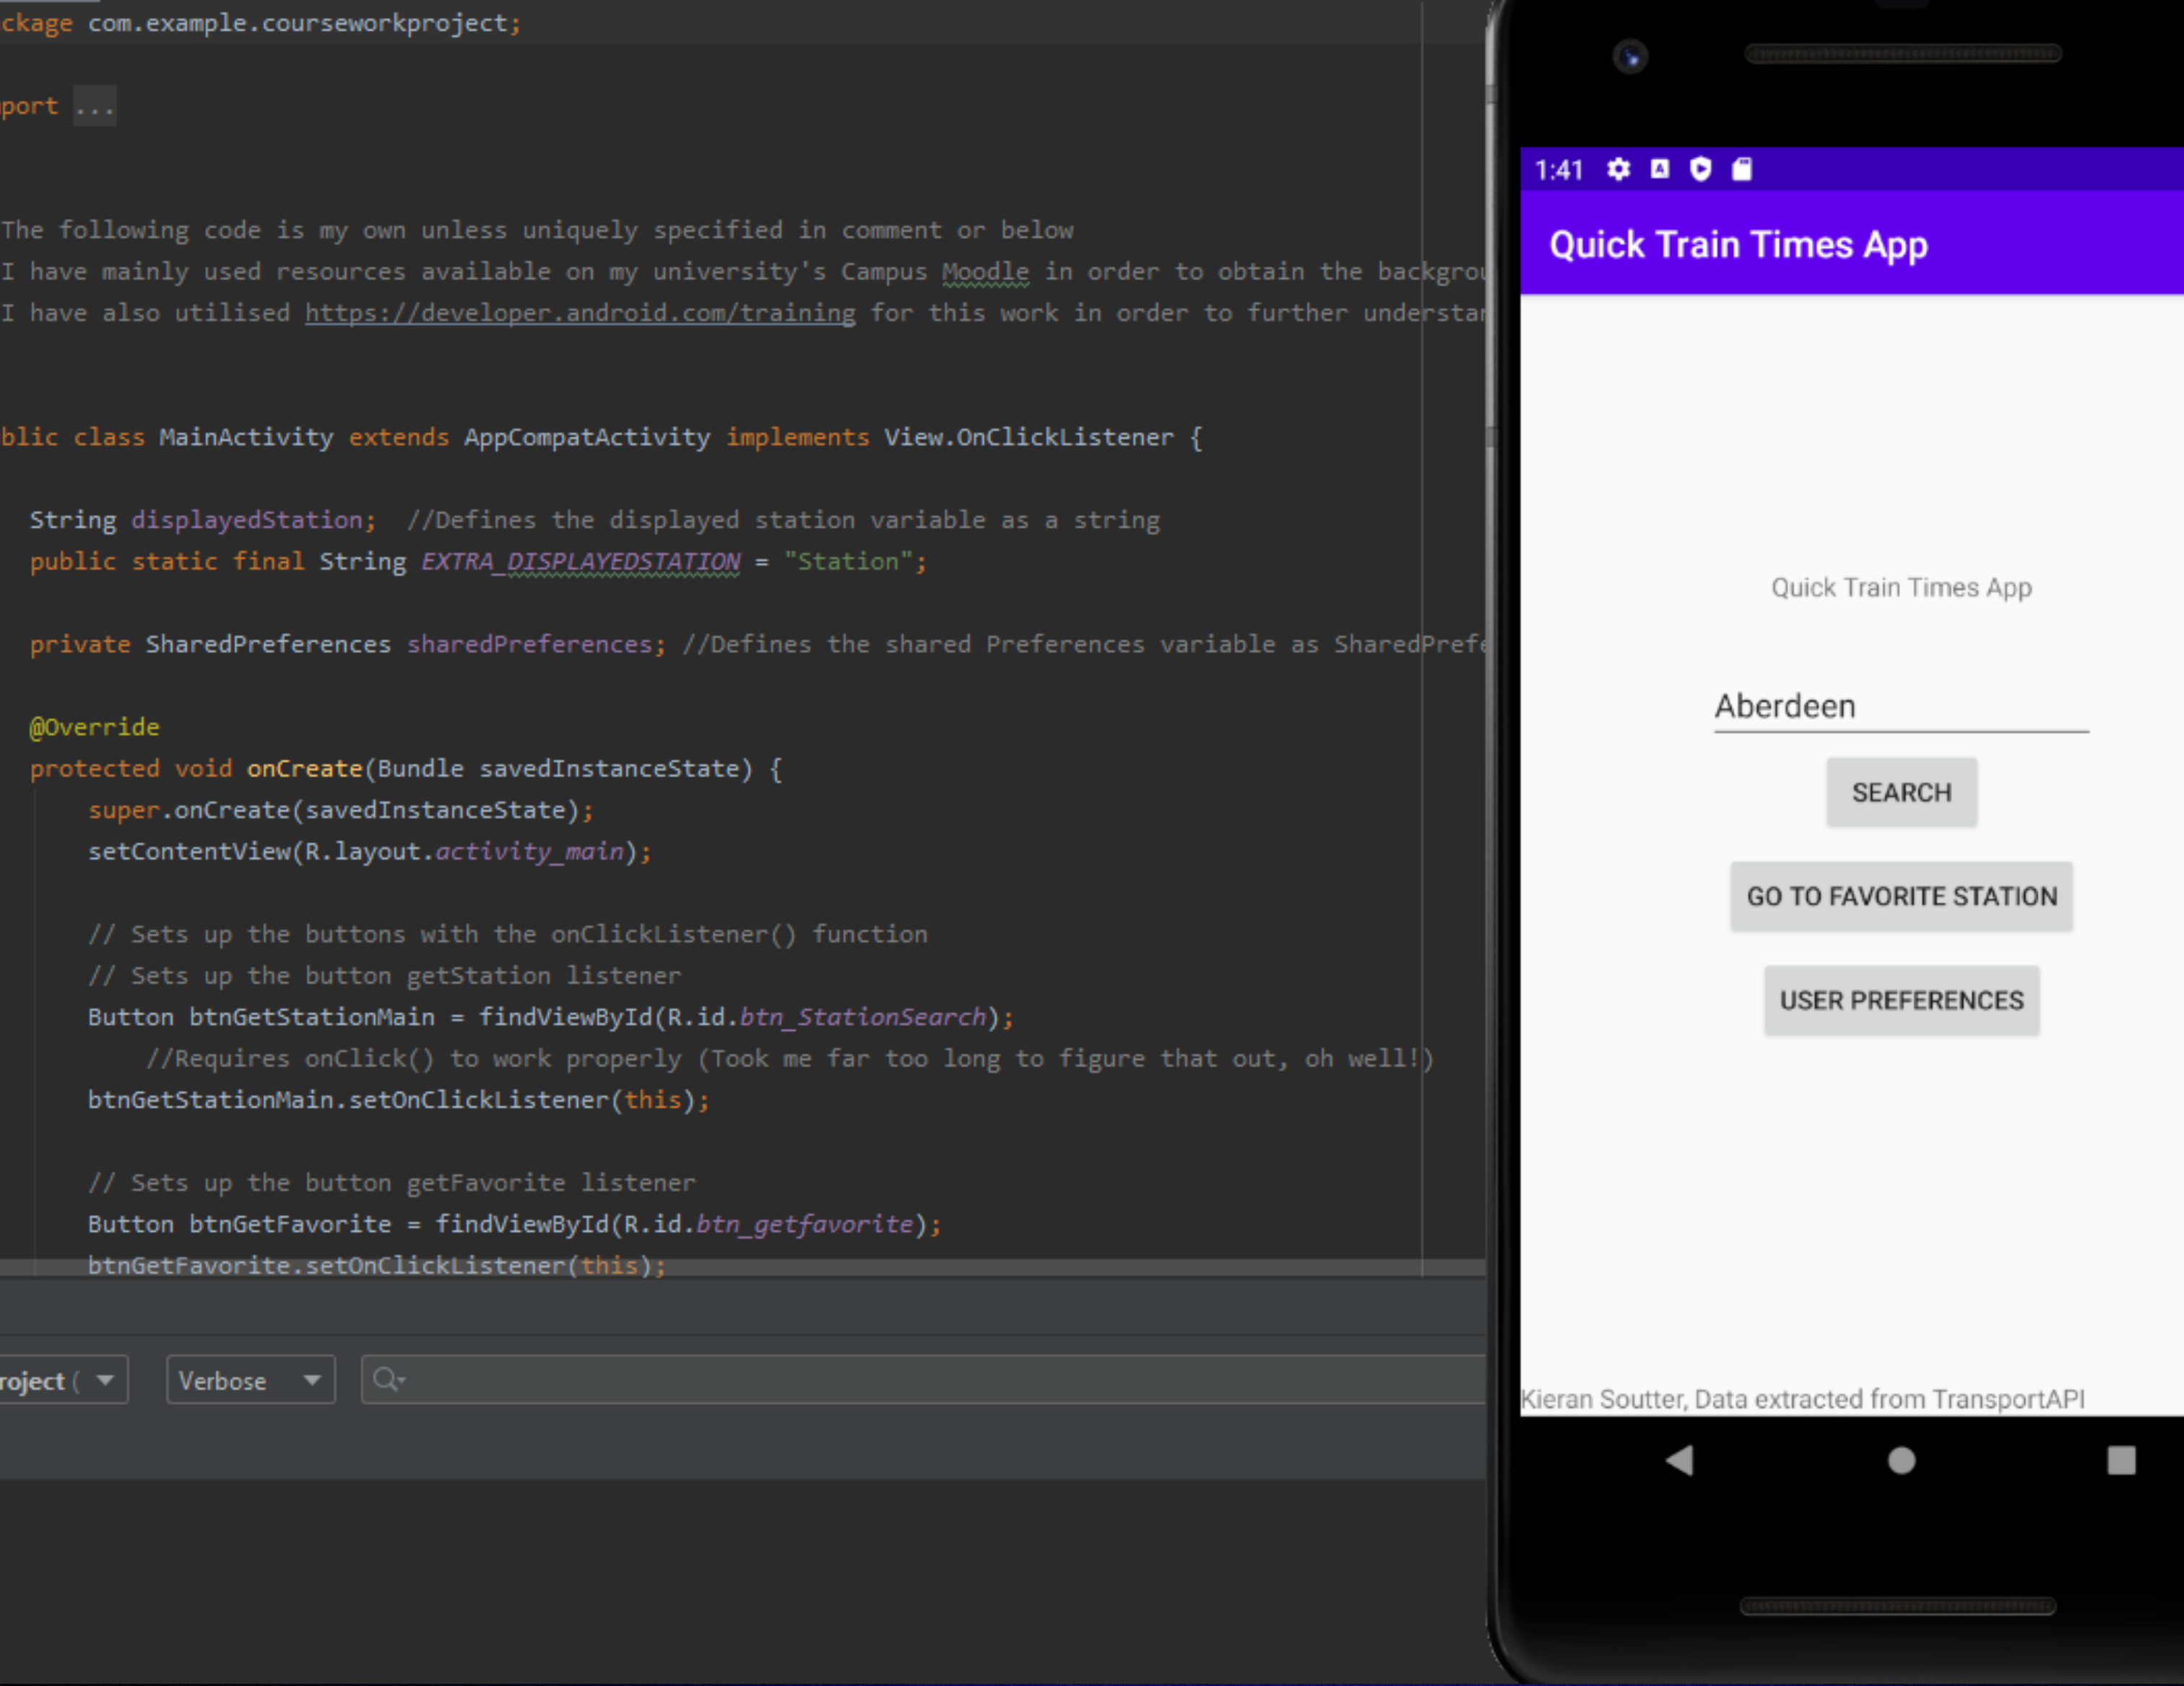 ckage com.example.courseworkproject;
port ...
The following code is my own unless uniquely specified in comment or below
I have mainly used resources available on my university's Campus Moodle in order to obtain the backgrou
I have also utilised https://developer.android.com/training for this work in order to further understan
blic class MainActivity extends AppCompatActivity implements View.OnClickListener {
String displayedStation; //Defines the displayed station variable as a string
public static final String EXTRA_DISPLAYEDSTATION = "Station";
private SharedPreferences sharedPreferences; //Defines the shared Preferences variable as SharedPrefe
@Override
protected void onCreate(Bundle savedInstanceState) {
super.onCreate(savedInstanceState);
setContentView(R.layout.activity_main);
// Sets up the buttons with the onClickListener() function
// Sets up the button getStation listener
Button btnGetStationMain = findViewById(R.id.btn_StationSearch);
//Requires onClick() to work properly (Took me far too long to figure that out, oh well!)
btnGetStationMain.setOnClickListener(this);
// Sets up the button getFavorite listener
Button btnGetFavorite = findViewById(R.id.btn_getfavorite);
btnGetFavorite.setOnClickListener(this);
roject (
Verbose
1:41
Quick Train Times App
Quick Train Times App
Aberdeen
SEARCH
GO TO FAVORITE STATION
USER PREFERENCES
Kieran Soutter, Data extracted from TransportAPI